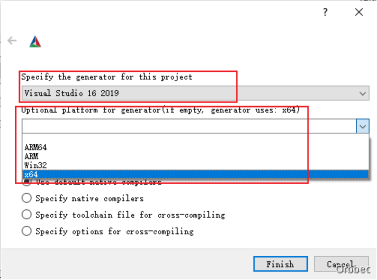 ?
Specify the generator for this project
Visual Studio 16 2019
Optional platform for generator(if empty, generator uses: x64)
ARM64
ARM
Win32
x64
Use default native compilers
Specify native compilers
Specify toolchain file for cross-compiling
Specify options for cross-compiling
Finish
Cancel
Orbbec